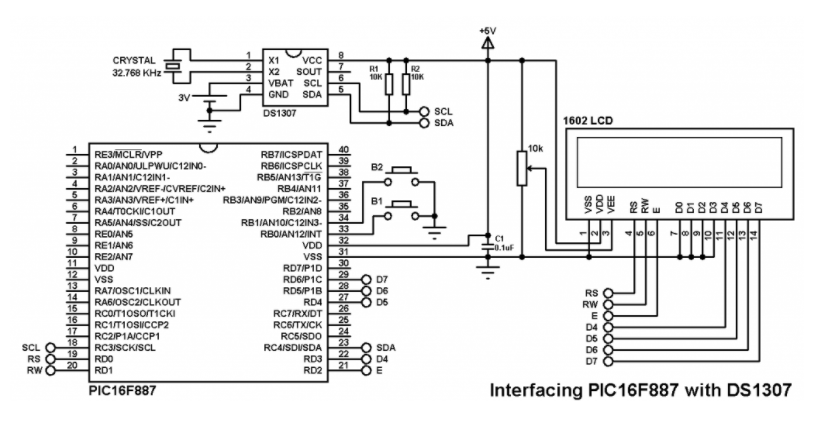 +5V
CRYSTAL
32.768 KHz
1 X1 VCC 8
2 X2 SOUT 7
3 VBAT SCL 6
4 GND SDA 5
DS1307
3V
R1
10K
R2
10K
SCL
SDA
1602 LCD
10k
VSS
VDD
VEE
RS
RW
E
D0
D1
D2
D3
D4
D5
D6
D7
1
2
3
4
5
6
7
8
9
10
11
12
13
14
1 RE3/MCLR/VPP RB7/ICSPDAT 40
2 RA0/AN0/ULPWU/C12IN0- RB6/ICSPCLK 39
3 RA1/AN1/C12IN1- RB5/AN13/T1G 38
4 RA2/AN2/VREF-/CVREF/C2IN+ RB4/AN11 37
5 RA3/AN3/VREF+/C1IN+ RB3/AN9/PGM/C12IN2- 36
6 RA4/T0CKI/C1OUT RB2/AN8 35
7 RA5/AN4/SS/C2OUT RB1/AN10/C12IN3- 34
8 RE0/AN5 RB0/AN12/INT 33
9 RE1/AN6 VDD 32
10 RE2/AN7 VSS 31
11 VDD RD7/P1D 30
12 VSS RD6/P1C 29 D7
13 RA7/OSC1/CLKIN RD5/P1B 28 D6
14 RA6/OSC2/CLKOUT RD4 27 D5
15 RC0/T1OSO/T1CKI RC7/RX/DT 26
16 RC1/T1OSI/CCP2 RC6/TX/CK 25
17 RC2/P1A/CCP1 RC5/SDO 24
SCL 18 RC3/SCK/SCL RC4/SDI/SDA 23 SDA
RS 19 RD0 RD3 22 D4
RW 20 RD1 RD2 21 E
PIC16F887
B2
B1
C1
0.1uF
RS
RW
E
D4
D5
D6
D7
Interfacing PIC16F887 with DS1307